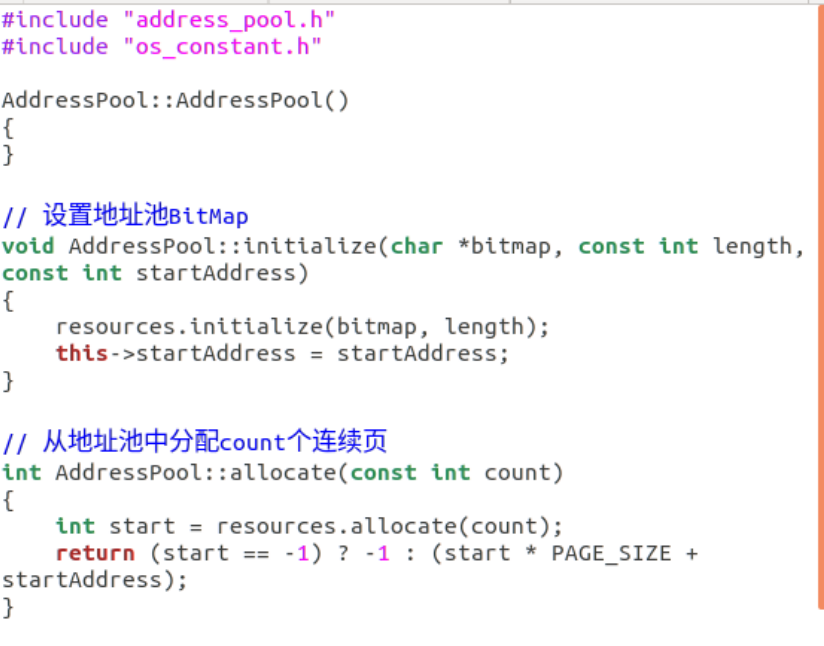 #include "address_pool.h"
#include "os_constant.h"
AddressPool::AddressPool()
{
}
// 设置地址池BitMap
void AddressPool::initialize(char *bitmap, const int length,
const int startAddress)
{
    resources.initialize(bitmap, length);
    this->startAddress = startAddress;
}
// 从地址池中分配count个连续页
int AddressPool::allocate(const int count)
{
    int start = resources.allocate(count);
    return (start == -1) ? -1 : (start * PAGE_SIZE +
startAddress);
}